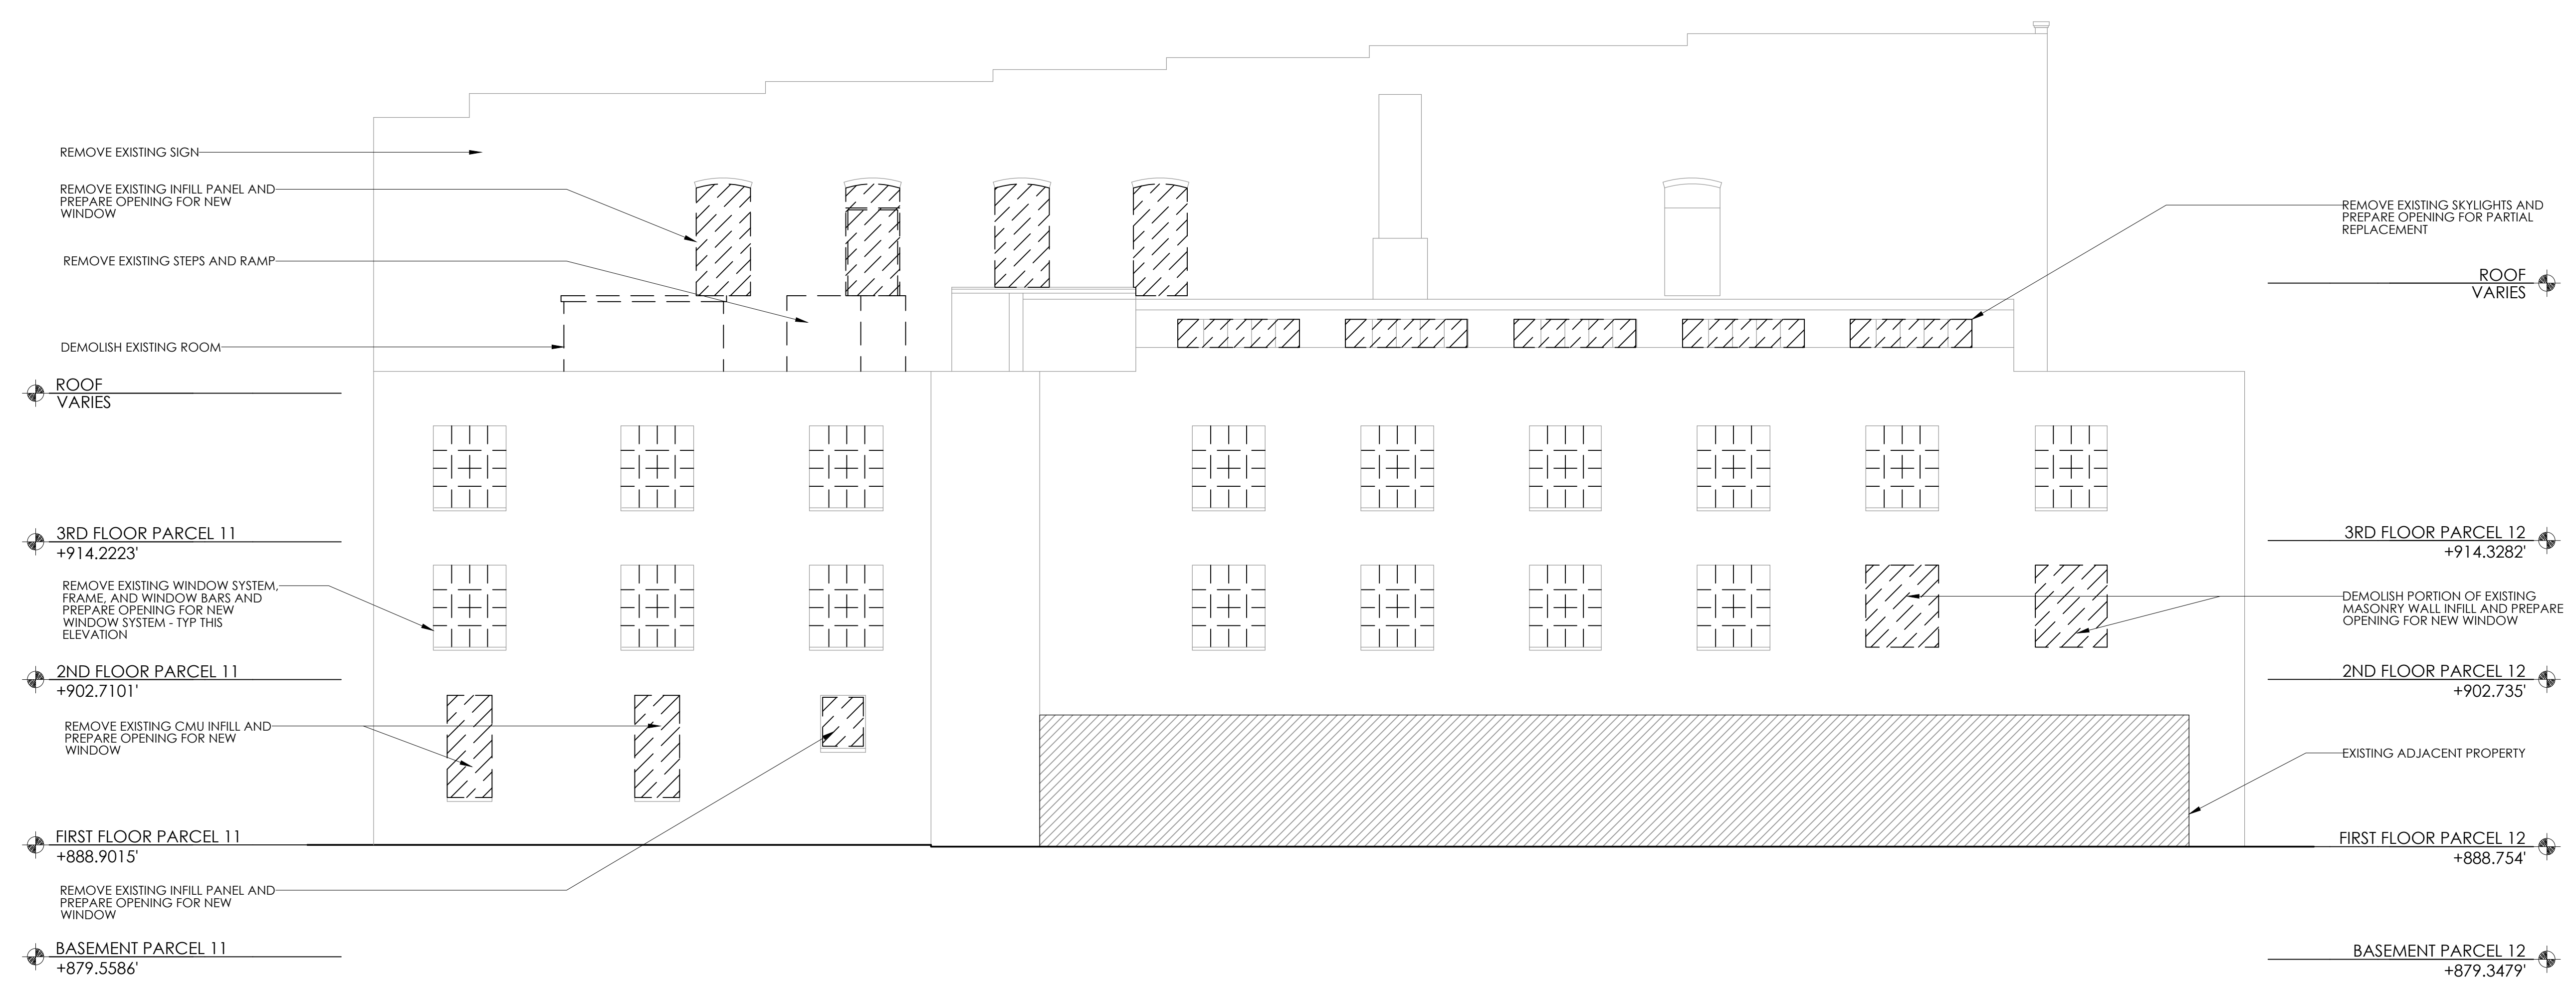 REMOVE EXISTING SIGN
REMOVE EXISTING INFILL PANEL AND
PREPARE OPENING FOR NEW
WINDOW
REMOVE EXISTING STEPS AND RAMP
DEMOLISH EXISTING ROOM
ROOF
VARIES
3RD FLOOR PARCEL 11
+914.2223'
REMOVE EXISTING WINDOW SYSTEM,
FRAME, AND WINDOW BARS AND
PREPARE OPENING FOR NEW
WINDOW SYSTEM - TYP THIS
ELEVATION
2ND FLOOR PARCEL 11
+902.7101'
REMOVE EXISTING CMU INFILL AND
PREPARE OPENING FOR NEW
WINDOW
FIRST FLOOR PARCEL 11
+888.9015'
REMOVE EXISTING INFILL PANEL AND
PREPARE OPENING FOR NEW
WINDOW
BASEMENT PARCEL 11
+879.5586'
REMOVE EXISTING SKYLIGHTS AND
PREPARE OPENING FOR PARTIAL
REPLACEMENT
ROOF
VARIES
3RD FLOOR PARCEL 12
+914.3282'
DEMOLISH PORTION OF EXISTING
MASONRY WALL INFILL AND PREPARE
OPENING FOR NEW WINDOW
2ND FLOOR PARCEL 12
+902.735'
EXISTING ADJACENT PROPERTY
FIRST FLOOR PARCEL 12
+888.754'
BASEMENT PARCEL 12
+879.3479'